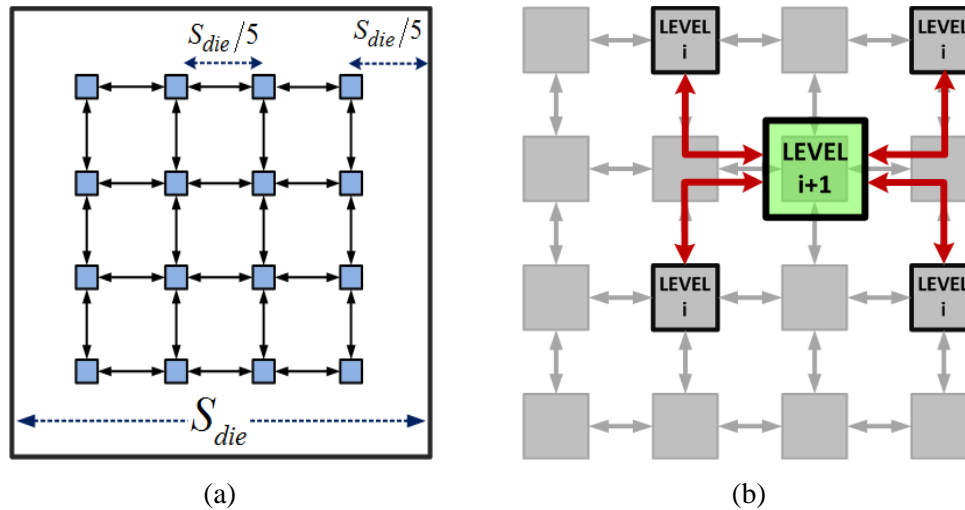 S_die/5
S_die/5
S_die
(a)
LEVEL
i
LEVEL
i
LEVEL
i+1
LEVEL
i
LEVEL
i
(b)